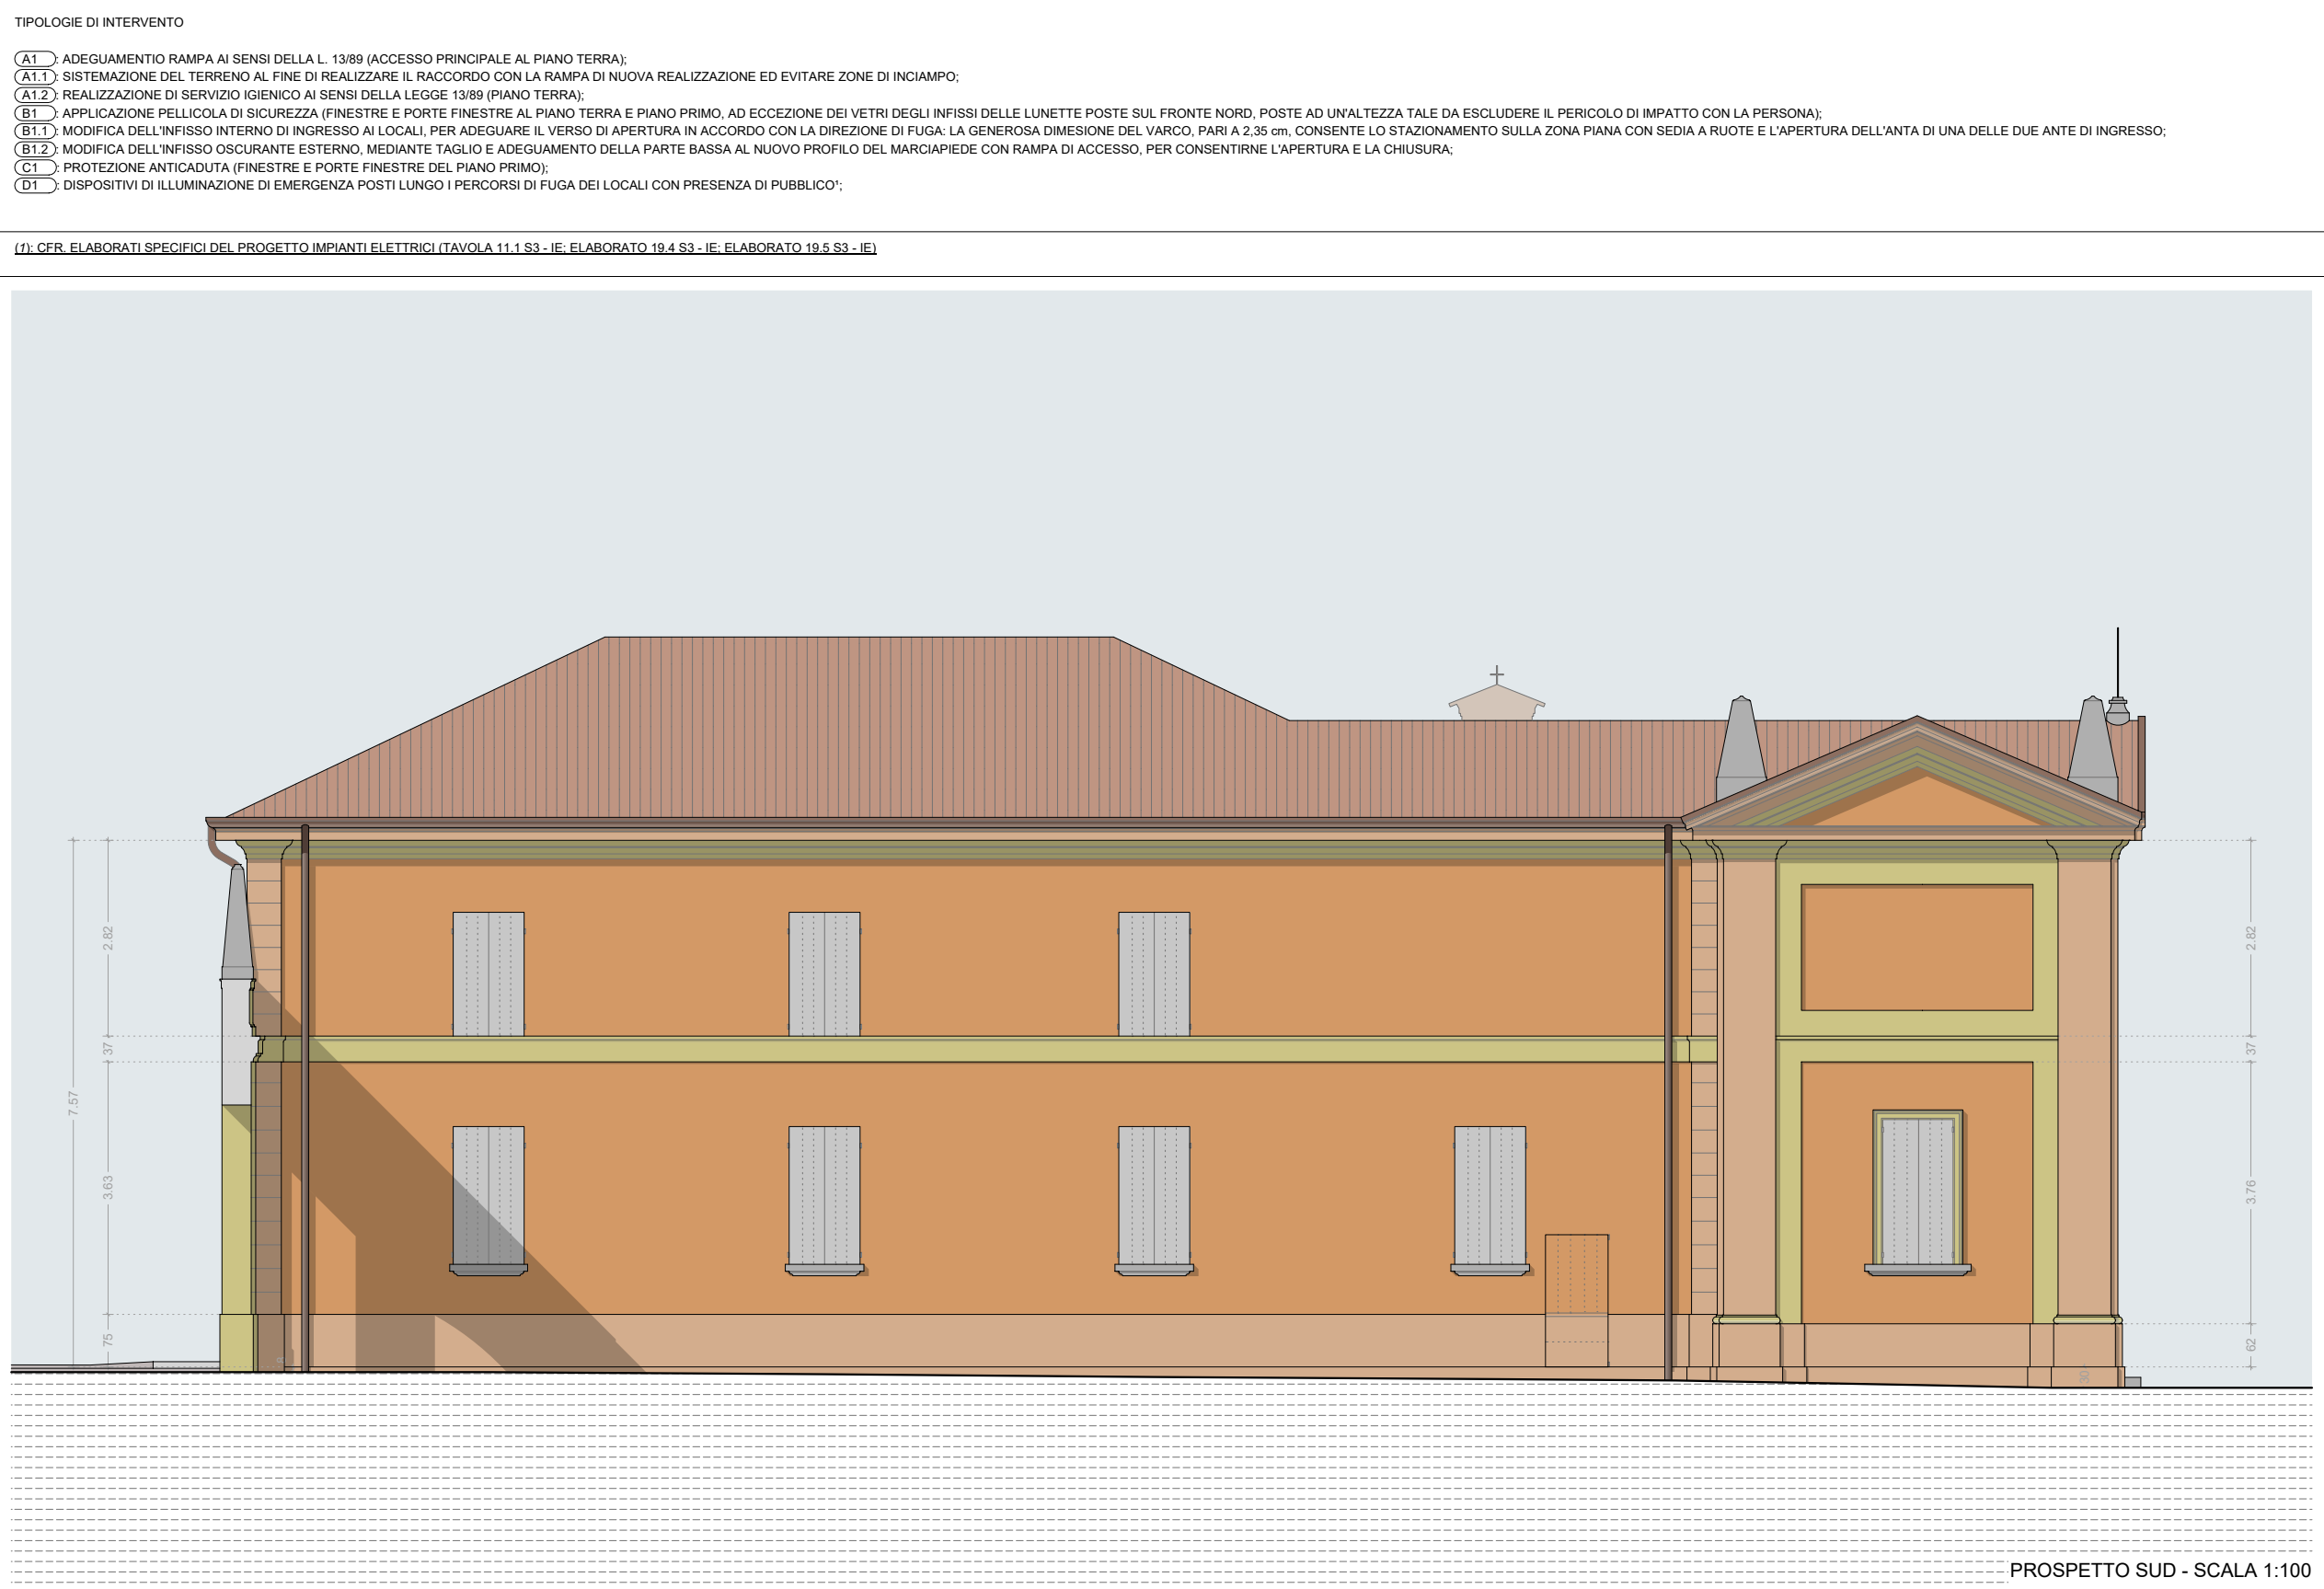 TIPOLOGIE DI INTERVENTO
A1 : ADEGUAMENTIO RAMPA AI SENSI DELLA L. 13/89 (ACCESSO PRINCIPALE AL PIANO TERRA);
A1.1 : SISTEMAZIONE DEL TERRENO AL FINE DI REALIZZARE IL RACCORDO CON LA RAMPA DI NUOVA REALIZZAZIONE ED EVITARE ZONE DI INCIAMPO;
A1.2 : REALIZZAZIONE DI SERVIZIO IGIENICO AI SENSI DELLA LEGGE 13/89 (PIANO TERRA);
B1 : APPLICAZIONE PELLICOLA DI SICUREZZA (FINESTRE E PORTE FINESTRE AL PIANO TERRA E PIANO PRIMO, AD ECCEZIONE DEI VETRI DEGLI INFISSI DELLE LUNETTE POSTE SUL FRONTE NORD, POSTE AD UN'ALTEZZA TALE DA ESCLUDERE IL PERICOLO DI IMPATTO CON LA PERSONA);
B1.1 : MODIFICA DELL'INFISSO INTERNO DI INGRESSO AI LOCALI, PER ADEGUARE IL VERSO DI APERTURA IN ACCORDO CON LA DIREZIONE DI FUGA: LA GENEROSA DIMESIONE DEL VARCO, PARI A 2,35 cm, CONSENTE LO STAZIONAMENTO SULLA ZONA PIANA CON SEDIA A RUOTE E L'APERTURA DELL'ANTA DI UNA DELLE DUE ANTE DI INGRESSO;
B1.2 : MODIFICA DELL'INFISSO OSCURANTE ESTERNO, MEDIANTE TAGLIO E ADEGUAMENTO DELLA PARTE BASSA AL NUOVO PROFILO DEL MARCIAPIEDE CON RAMPA DI ACCESSO, PER CONSENTIRNE L'APERTURA E LA CHIUSURA;
C1 : PROTEZIONE ANTICADUTA (FINESTRE E PORTE FINESTRE DEL PIANO PRIMO);
D1 : DISPOSITIVI DI ILLUMINAZIONE DI EMERGENZA POSTI LUNGO I PERCORSI DI FUGA DEI LOCALI CON PRESENZA DI PUBBLICO¹;
(1): CFR. ELABORATI SPECIFICI DEL PROGETTO IMPIANTI ELETTRICI (TAVOLA 11.1 S3 - IE; ELABORATO 19.4 S3 - IE; ELABORATO 19.5 S3 - IE)
7.57
2.82
37
3.63
75
2.82
37
3.76
62
30
PROSPETTO SUD - SCALA 1:100